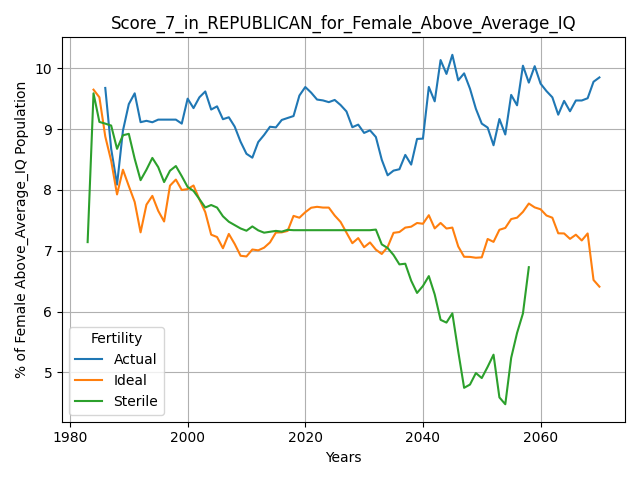 Score_7_in_REPUBLICAN_for_Female_Above_Average_IQ
% of Female Above_Average_IQ Population
10
9
8
7
6
5
Fertility
Actual
Ideal
Sterile
1980
2000
2020
2040
2060
Years